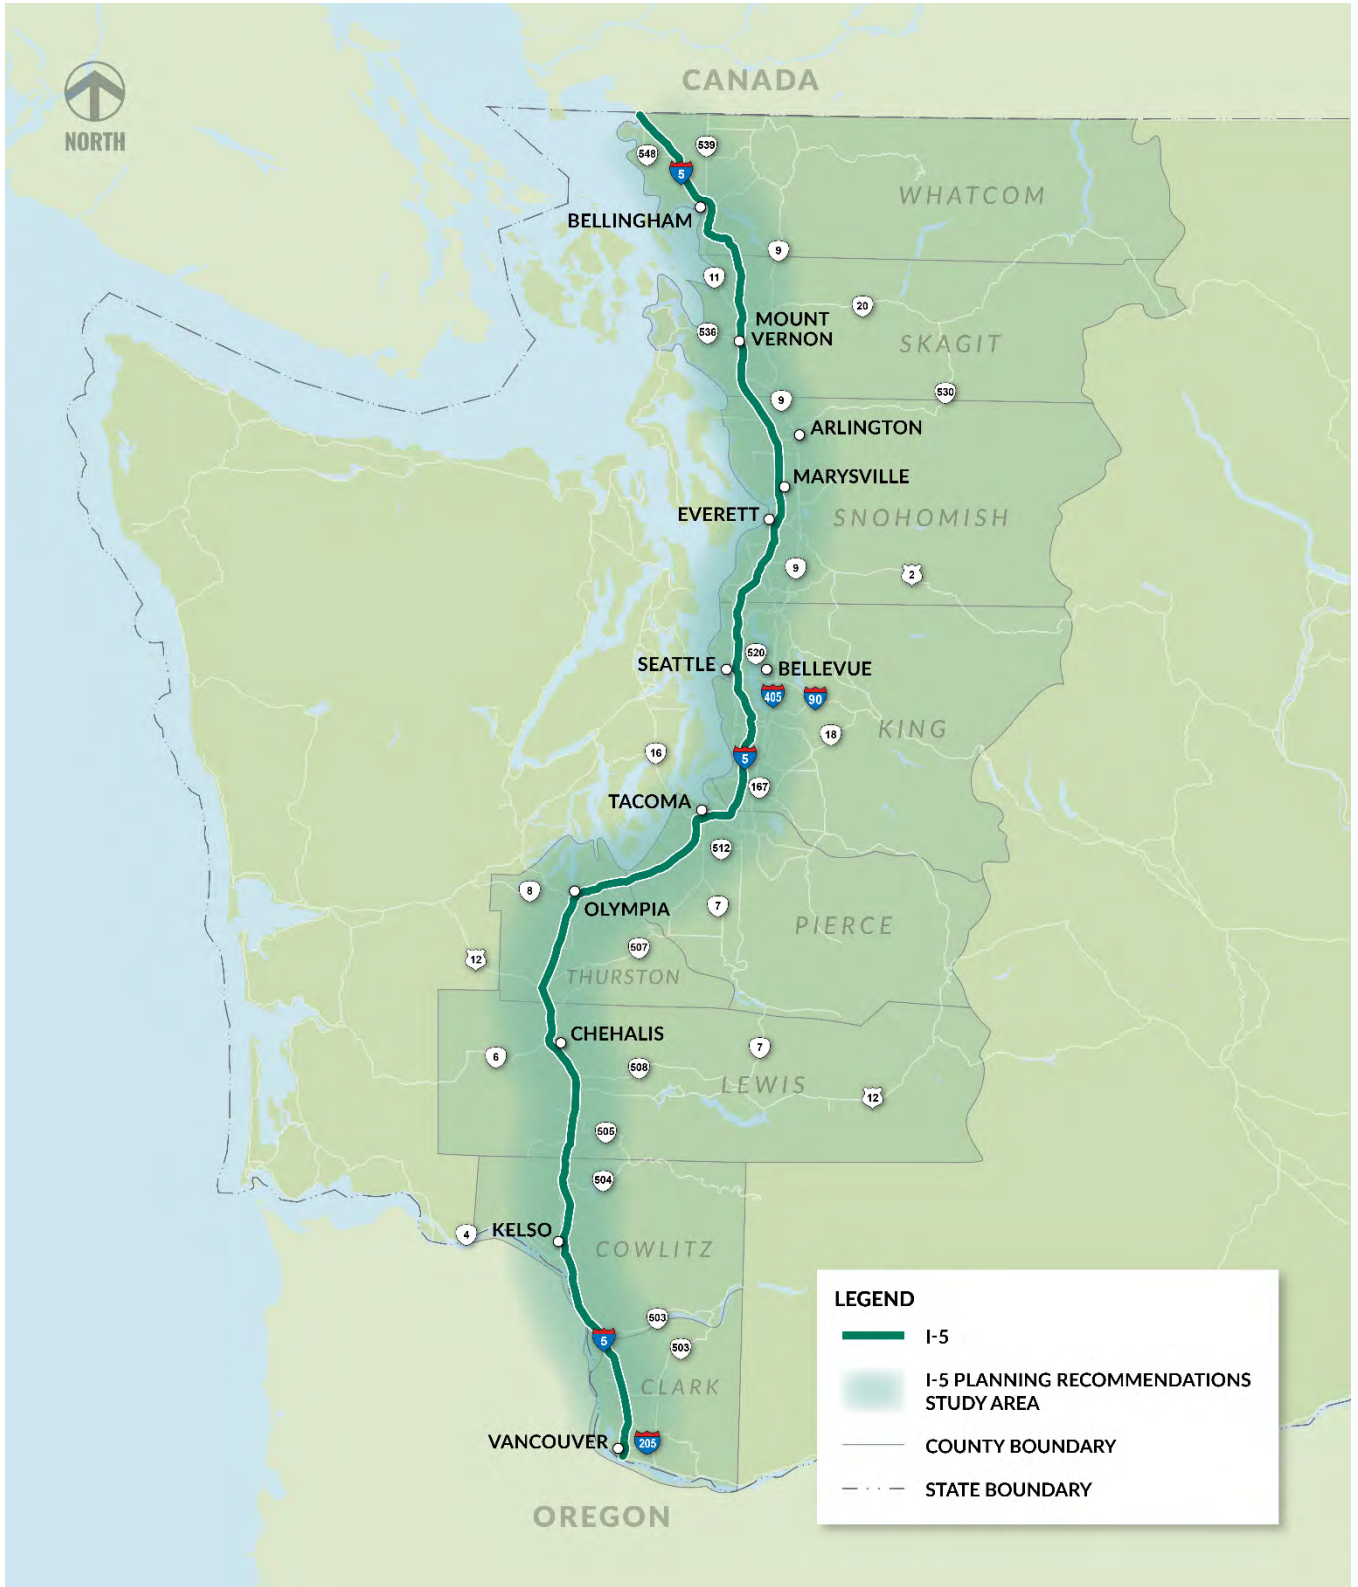 CANADA
NORTH
548
539
5
WHATCOM
BELLINGHAM
9
11
20
MOUNT
VERNON
536
SKAGIT
530
9
ARLINGTON
MARYSVILLE
EVERETT
SNOHOMISH
9
2
520
SEATTLE
BELLEVUE
405
90
KING
18
16
5
167
TACOMA
512
8
OLYMPIA
7
PIERCE
507
12
THURSTON
CHEHALIS
6
7
508
LEWIS
12
505
504
KELSO
4
COWLITZ
503
5
503
CLARK
VANCOUVER
205
OREGON
LEGEND
I-5
I-5 PLANNING RECOMMENDATIONS
STUDY AREA
COUNTY BOUNDARY
STATE BOUNDARY